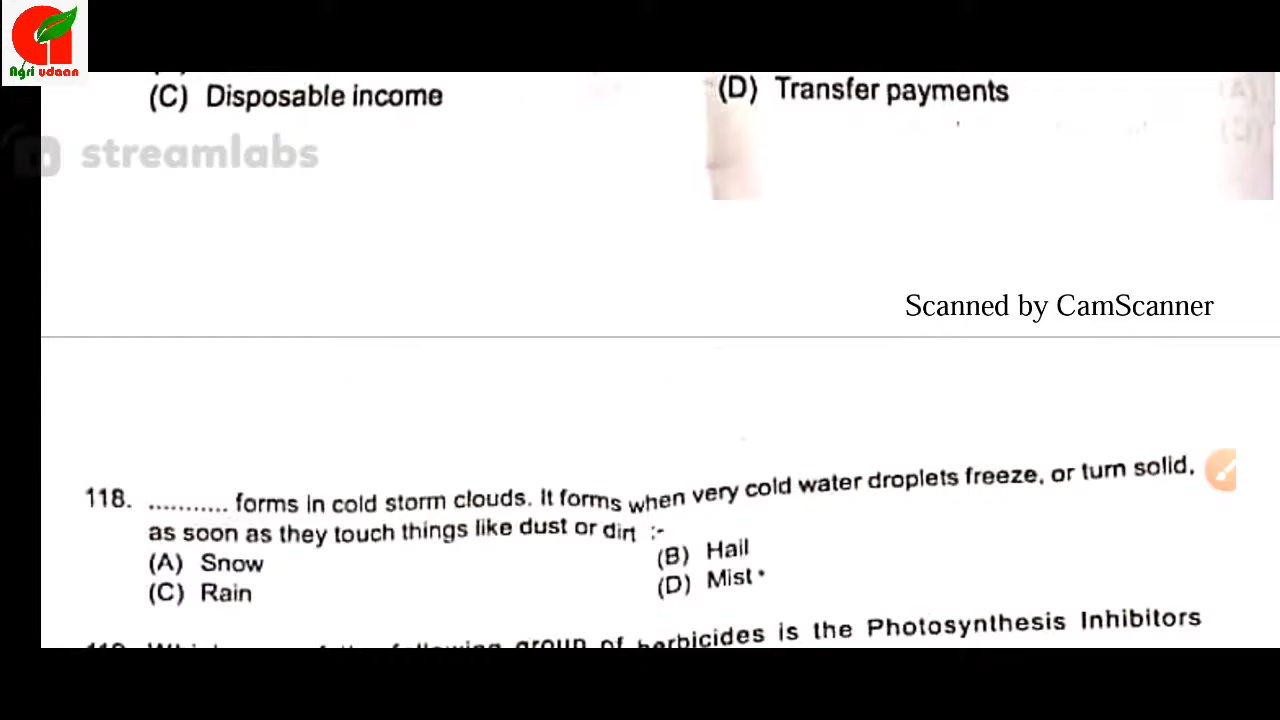 Agri udaan
(C) Disposable income
(D) Transfer payments
streamlabs
Scanned by CamScanner
118. ........... forms in cold storm clouds. It forms when very cold water droplets freeze, or turn solid,
as soon as they touch things like dust or dirt :-
(A) Snow
(B) Hail
(C) Rain
(D) Mist
following group of herbicides is the Photosynthesis Inhibitors